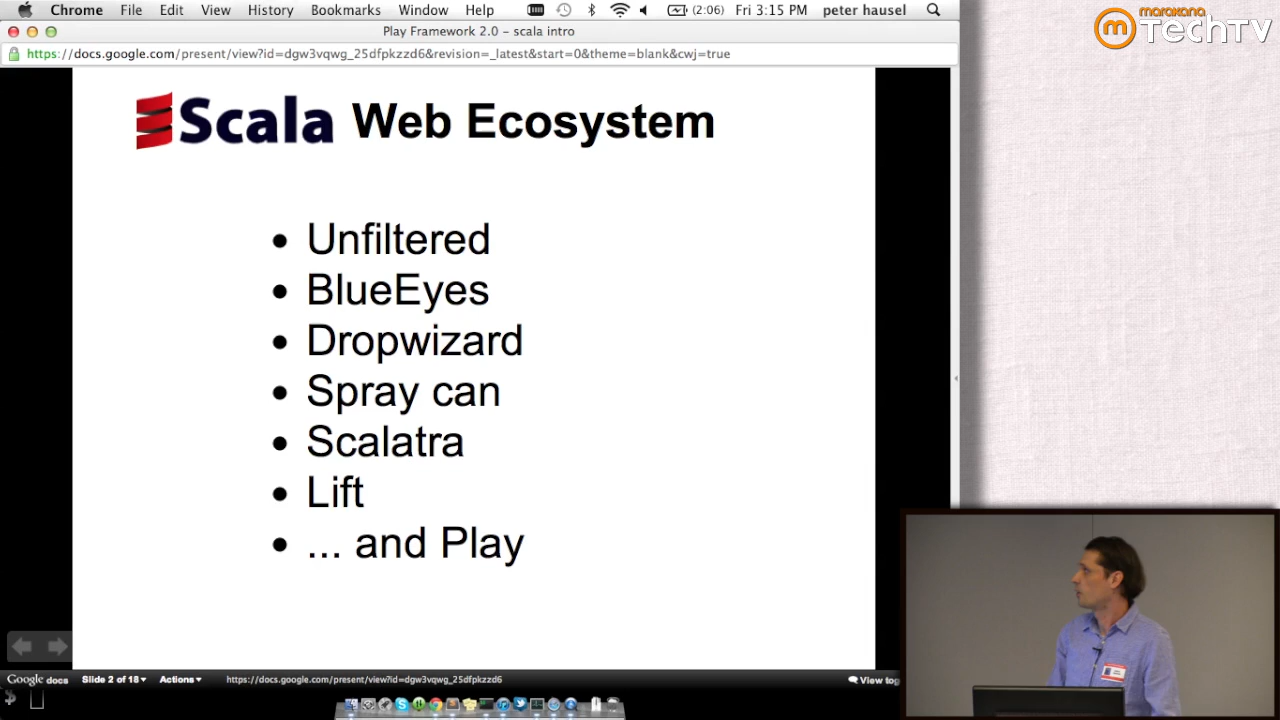 Chrome File Edit View History Bookmarks Window Help (2:06) Fri 3:15 PM peter hausel
marakana
TechTV
Play Framework 2.0 – scala intro
https://docs.google.com/present/view?id=dgw3vqwg_25dfpkzzd6&revision=_latest&start=0&theme=blank&cwj=true
Scala Web Ecosystem
• Unfiltered
• BlueEyes
• Dropwizard
• Spray can
• Scalatra
• Lift
• ... and Play
Google docs Slide 2 of 18 Actions https://docs.google.com/present/view?id=dgw3vqwg_25dfpkzzd6 View tog